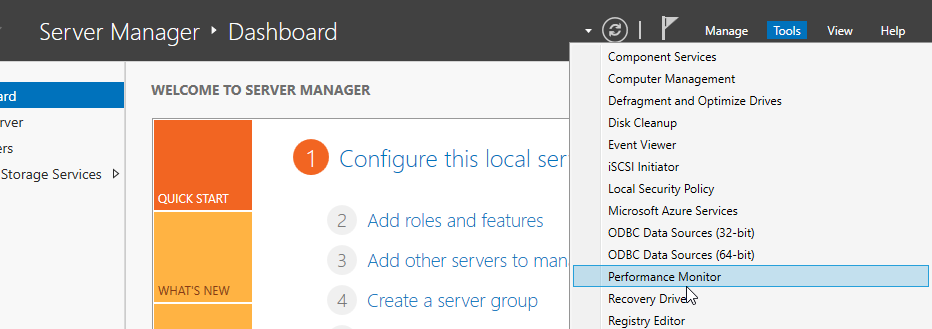 Server Manager ‣ Dashboard
Manage Tools View Help
WELCOME TO SERVER MANAGER
QUICK START
WHAT'S NEW
1 Configure this local ser
2 Add roles and features
3 Add other servers to man
4 Create a server group
ard
rver
ers
Storage Services
Component Services
Computer Management
Defragment and Optimize Drives
Disk Cleanup
Event Viewer
iSCSI Initiator
Local Security Policy
Microsoft Azure Services
ODBC Data Sources (32-bit)
ODBC Data Sources (64-bit)
Performance Monitor
Recovery Drive
Registry Editor